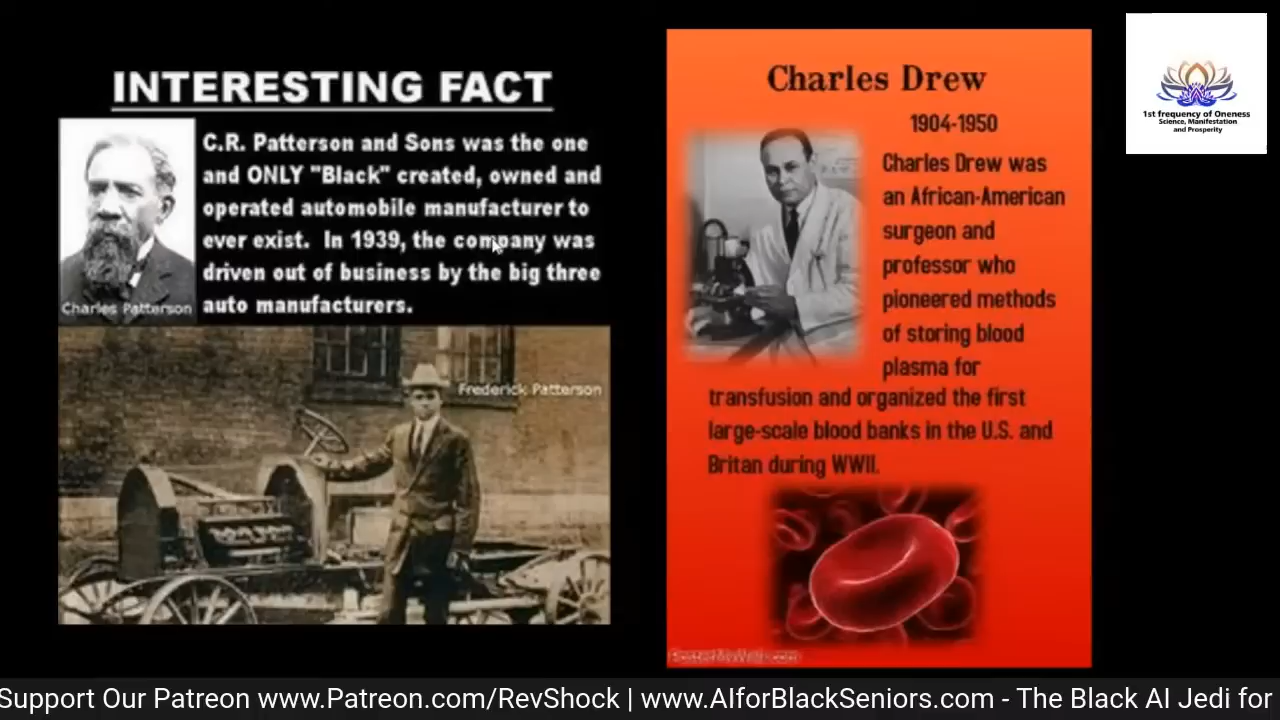 INTERESTING FACT
C.R. Patterson and Sons was the one
and ONLY "Black" created, owned and
operated automobile manufacturer to
ever exist. In 1939, the company was
driven out of business by the big three
auto manufacturers.
Charles Patterson
Frederick Patterson
Charles Drew
1904-1950
Charles Drew was
an African-American
surgeon and
professor who
pioneered methods
of storing blood
plasma for
transfusion and organized the first
large-scale blood banks in the U.S. and
Britan during WWII.
PosterMyWall.com
1st frequency of Oneness
Science, Manifestation
and Prosperity
Support Our Patreon www.Patreon.com/RevShock | www.AIforBlackSeniors.com - The Black AI Jedi for